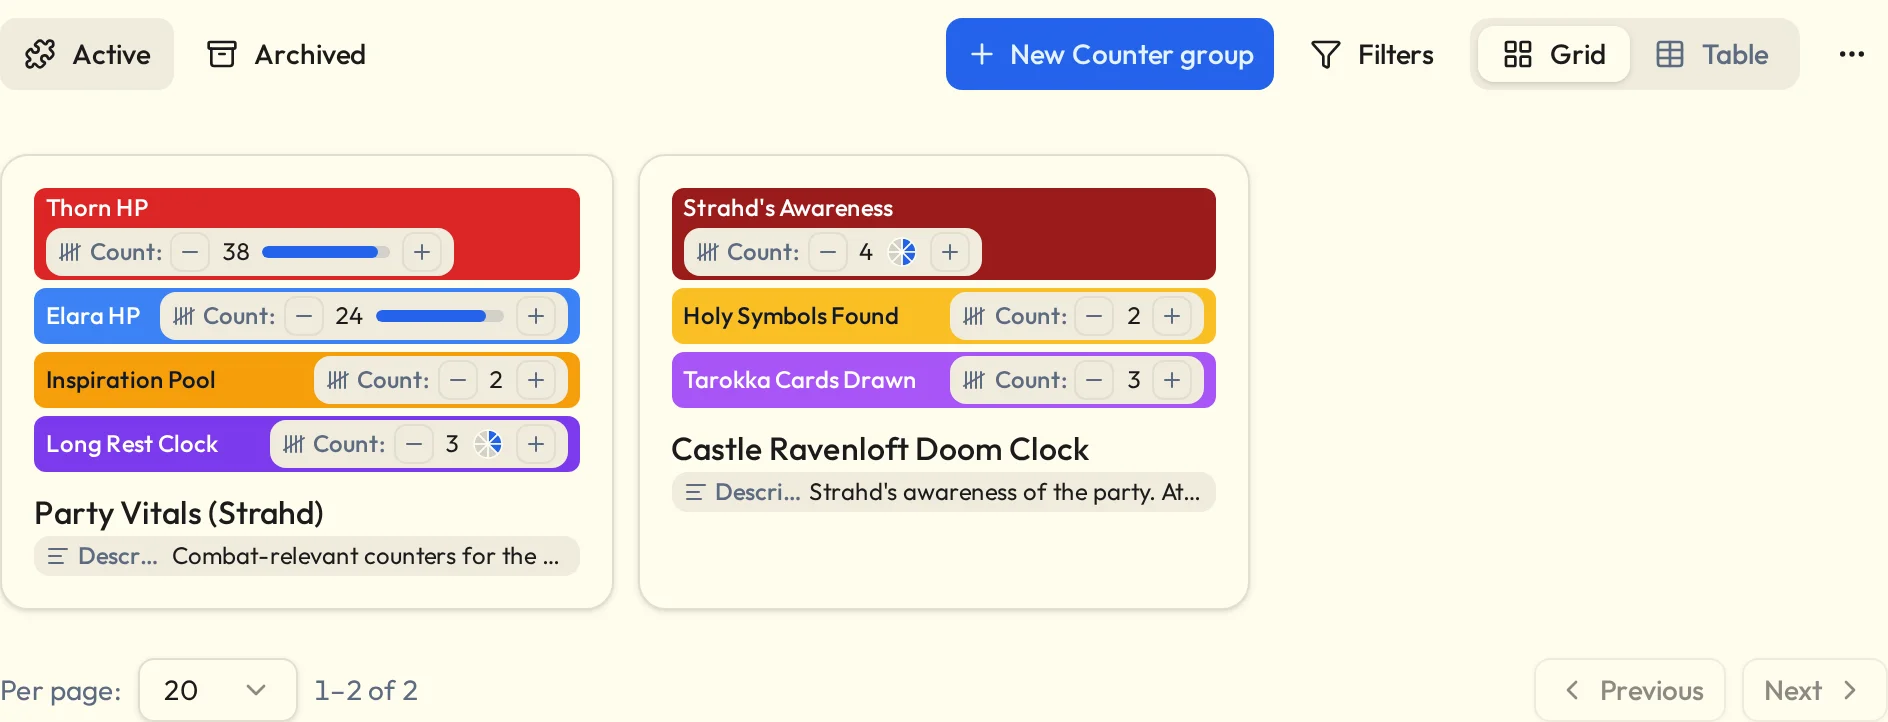 Active Archived New Counter group Filters Grid Table
Thorn HP
Count: 38
Elara HP Count: 24
Inspiration Pool Count: 2
Long Rest Clock Count: 3
Party Vitals (Strahd)
Descr... Combat-relevant counters for the ...
Strahd's Awareness
Count: 4
Holy Symbols Found Count: 2
Tarokka Cards Drawn Count: 3
Castle Ravenloft Doom Clock
Descri... Strahd's awareness of the party. At...
Per page: 20 1–2 of 2 Previous Next